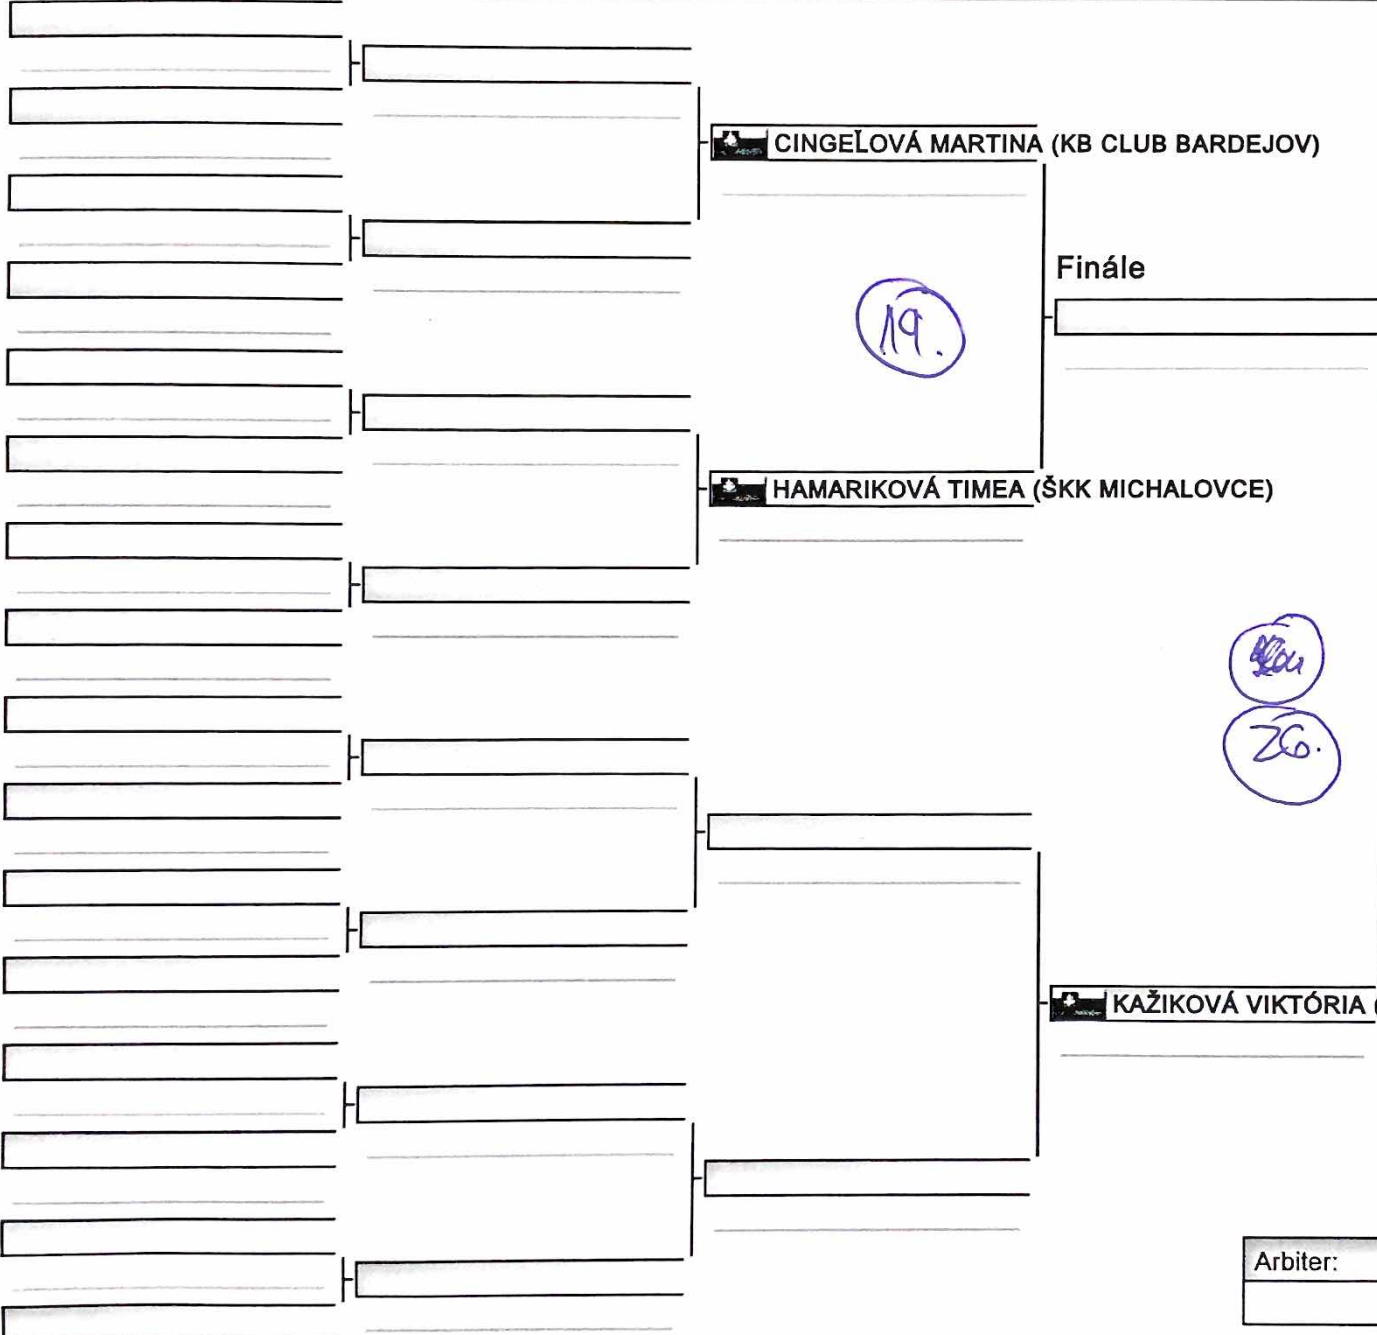 CINGEĽOVÁ MARTINA (KB CLUB BARDEJOV)
Finále
19.
HAMARIKOVÁ TIMEA (ŠKK MICHALOVCE)
26.
KAŽIKOVÁ VIKTÓRIA (
Arbiter: